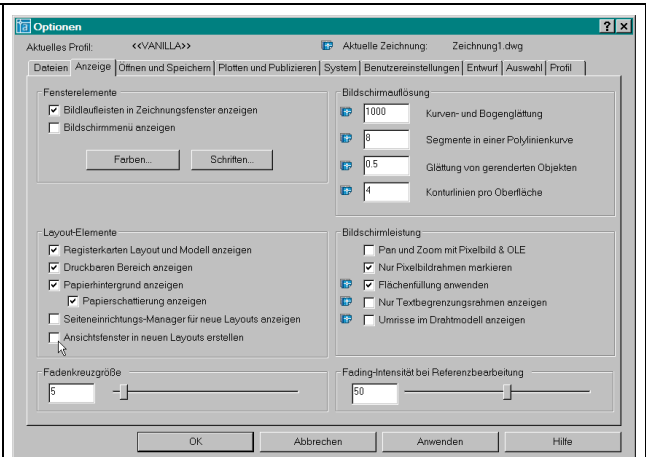 Optionen
Aktuelles Profil: <<VANILLA>> Aktuelle Zeichnung: Zeichnung1.dwg
Dateien Anzeige Öffnen und Speichern Plotten und Publizieren System Benutzereinstellungen Entwurf Auswahl Profil
Fensterelemente
Bildlaufleisten in Zeichnungsfenster anzeigen
Bildschirmmenü anzeigen
Farben... Schriften...
Bildschirmauflösung
1000 Kurven- und Bogenglättung
8 Segmente in einer Polylinienkurve
0.5 Glättung von gerenderten Objekten
4 Konturlinien pro Oberfläche
Layout-Elemente
Registerkarten Layout und Modell anzeigen
Druckbaren Bereich anzeigen
Papierhintergrund anzeigen
Papierschattierung anzeigen
Seiteneinrichtungs-Manager für neue Layouts anzeigen
Ansichtsfenster in neuen Layouts erstellen
Bildschirmleistung
Pan und Zoom mit Pixelbild & OLE
Nur Pixelbildrahmen markieren
Flächenfüllung anwenden
Nur Textbegrenzungsrahmen anzeigen
Umrisse im Drahtmodell anzeigen
Fadenkreuzgröße
5
Fading-Intensität bei Referenzbearbeitung
50
OK Abbrechen Anwenden Hilfe